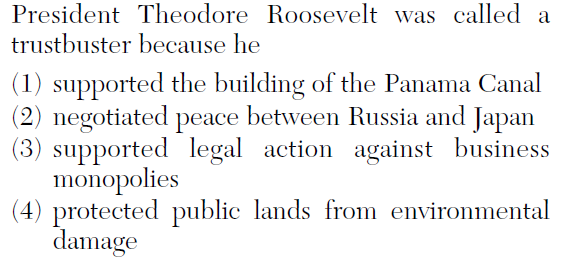 President Theodore Roosevelt was called a
trustbuster because he
(1) supported the building of the Panama Canal
(2) negotiated peace between Russia and Japan
(3) supported legal action against business
monopolies
(4) protected public lands from environmental
damage